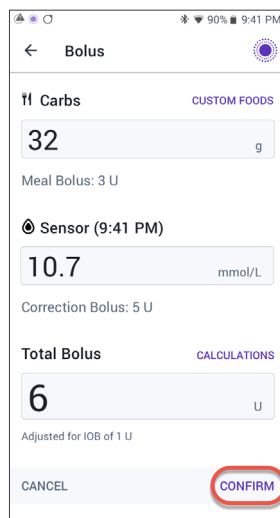 90% 9:41 PM
Bolus
Carbs CUSTOM FOODS
32 g
Meal Bolus: 3 U
Sensor (9:41 PM)
10.7 mmol/L
Correction Bolus: 5 U
Total Bolus CALCULATIONS
6 U
Adjusted for IOB of 1 U
CANCEL CONFIRM